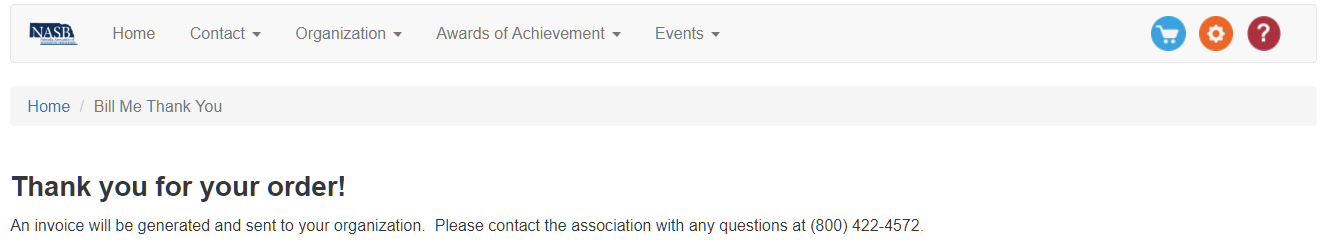 NASB Home Contact Organization Awards of Achievement Events ?
Home / Bill Me Thank You
Thank you for your order!
An invoice will be generated and sent to your organization.  Please contact the association with any questions at (800) 422-4572.